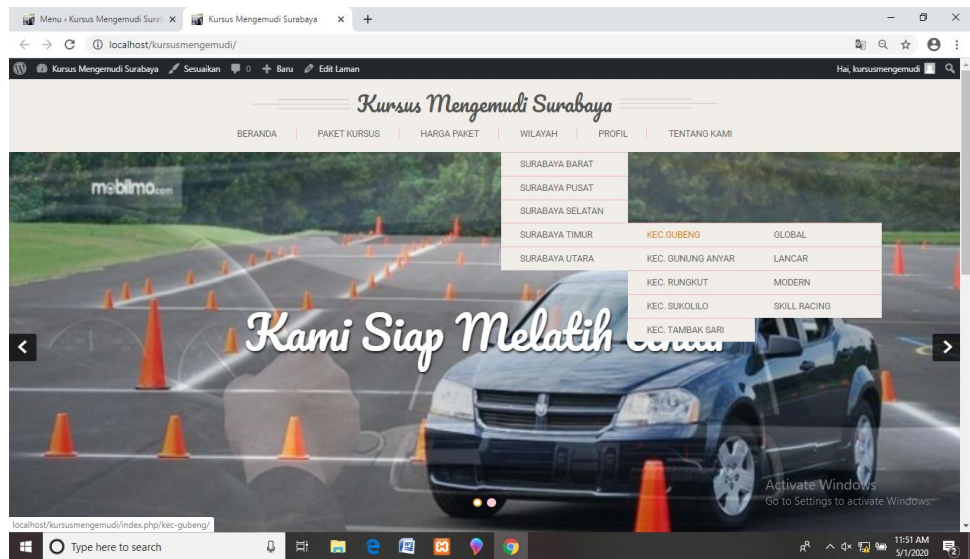 Menu ‹ Kursus Mengemudi Sural
Kursus Mengemudi Surabaya
localhost/kursusmengemudi/
Kursus Mengemudi Surabaya Sesuaikan 0 Baru Edit Laman
Hai, kursusmengemudi
Kursus Mengemudi Surabaya
BERANDA PAKET KURSUS HARGA PAKET WILAYAH PROFIL TENTANG KAMI
SURABAYA BARAT
mobilmo.com
SURABAYA PUSAT
SURABAYA SELATAN
SURABAYA TIMUR KEC.GUBENG GLOBAL
SURABAYA UTARA KEC. GUNUNG ANYAR LANCAR
KEC. RUNGKUT MODERN
KEC. SUKOLILO SKILL RACING
KEC. TAMBAK SARI
Kami Siap Melatih
Activate Windows
Go to Settings to activate Windows.
localhost/kursusmengemudi/index.php/kec-gubeng/
Type here to search
11:51 AM
5/1/2020
2